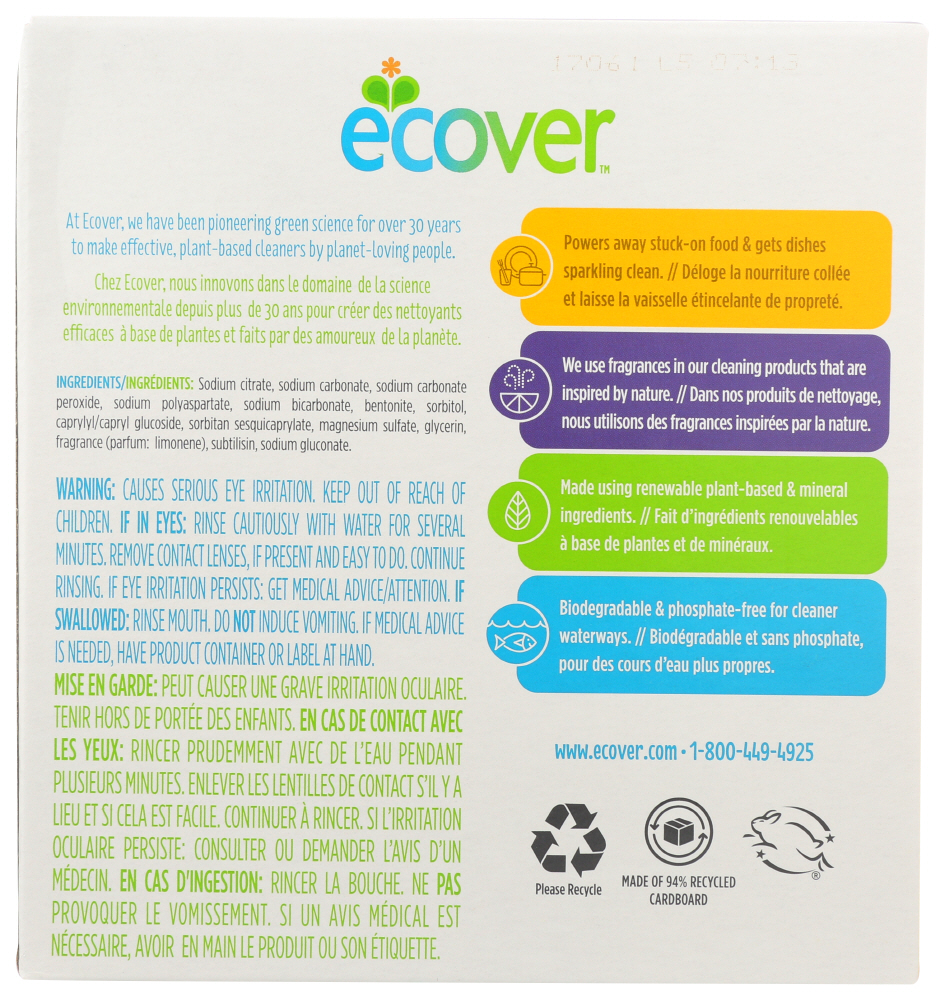 ecover™
At Ecover, we have been pioneering green science for over 30 years
to make effective, plant-based cleaners by planet-loving people.
Chez Ecover, nous innovons dans le domaine de la science
environnementale depuis plus de 30 ans pour créer des nettoyants
efficaces à base de plantes et faits par des amoureux de la planète.
INGREDIENTS/INGRÉDIENTS: Sodium citrate, sodium carbonate, sodium carbonate
peroxide, sodium polyaspartate, sodium bicarbonate, bentonite, sorbitol,
caprylyl/capryl glucoside, sorbitan sesquicaprylate, magnesium sulfate, glycerin,
fragrance (parfum: limonene), subtilisin, sodium gluconate.
WARNING: CAUSES SERIOUS EYE IRRITATION. KEEP OUT OF REACH OF
CHILDREN. IF IN EYES: RINSE CAUTIOUSLY WITH WATER FOR SEVERAL
MINUTES. REMOVE CONTACT LENSES, IF PRESENT AND EASY TO DO. CONTINUE
RINSING. IF EYE IRRITATION PERSISTS: GET MEDICAL ADVICE/ATTENTION. IF
SWALLOWED: RINSE MOUTH. DO NOT INDUCE VOMITING. IF MEDICAL ADVICE
IS NEEDED, HAVE PRODUCT CONTAINER OR LABEL AT HAND.
MISE EN GARDE: PEUT CAUSER UNE GRAVE IRRITATION OCULAIRE.
TENIR HORS DE PORTÉE DES ENFANTS. EN CAS DE CONTACT AVEC
LES YEUX: RINCER PRUDEMMENT AVEC DE L'EAU PENDANT
PLUSIEURS MINUTES. ENLEVER LES LENTILLES DE CONTACT S'IL Y A
LIEU ET SI CELA EST FACILE. CONTINUER À RINCER. SI L'IRRITATION
OCULAIRE PERSISTE: CONSULTER OU DEMANDER L'AVIS D'UN
MÉDECIN. EN CAS D'INGESTION: RINCER LA BOUCHE. NE PAS
PROVOQUER LE VOMISSEMENT. SI UN AVIS MÉDICAL EST
NÉCESSAIRE, AVOIR EN MAIN LE PRODUIT OU SON ÉTIQUETTE.
Powers away stuck-on food & gets dishes
sparkling clean. // Déloge la nourriture collée
et laisse la vaisselle étincelante de propreté.
We use fragrances in our cleaning products that are
inspired by nature. // Dans nos produits de nettoyage,
nous utilisons des fragrances inspirées par la nature.
Made using renewable plant-based & mineral
ingredients. // Fait d'ingrédients renouvelables
à base de plantes et de minéraux.
Biodegradable & phosphate-free for cleaner
waterways. // Biodégradable et sans phosphate,
pour des cours d'eau plus propres.
www.ecover.com • 1-800-449-4925
Please Recycle
MADE OF 94% RECYCLED
CARDBOARD
®